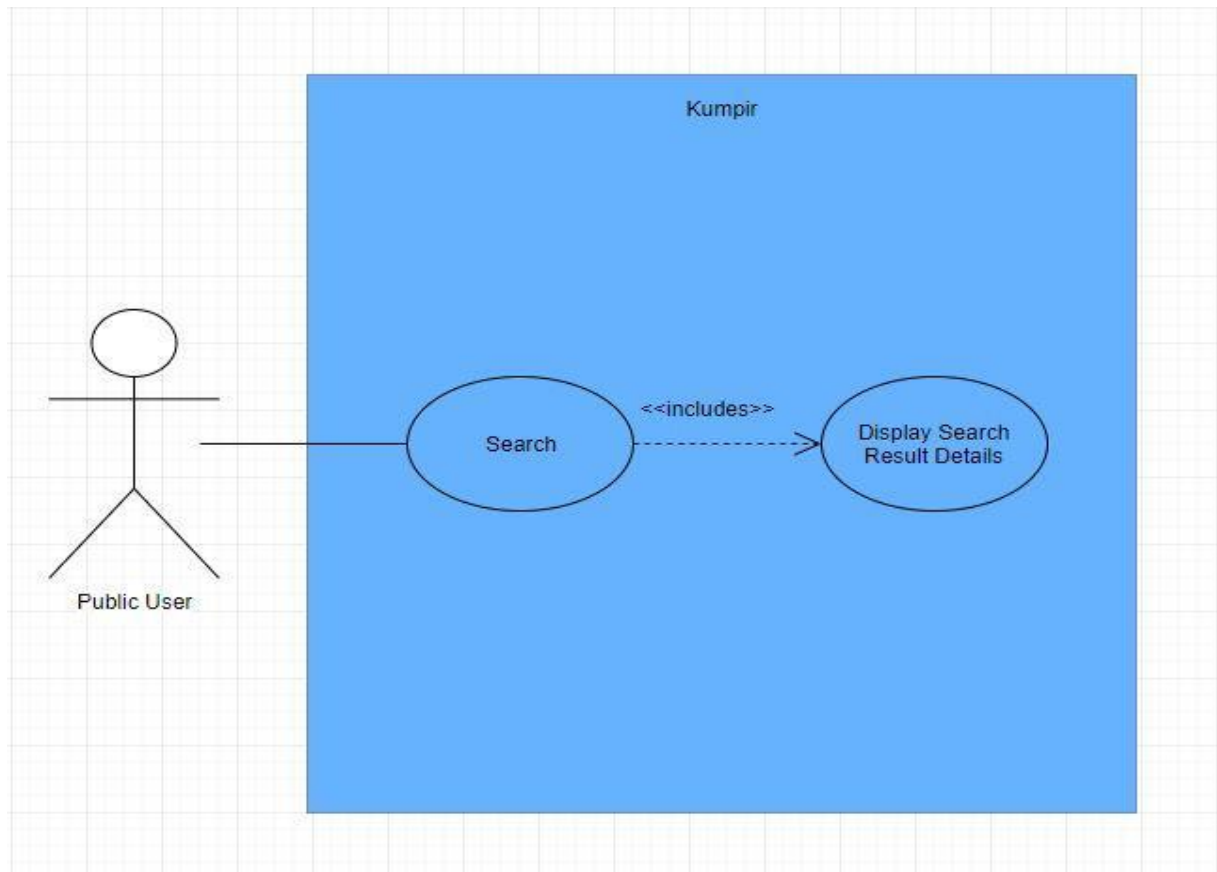 Kumpir
<<includes>>
Search
Display Search
Result Details
Public User